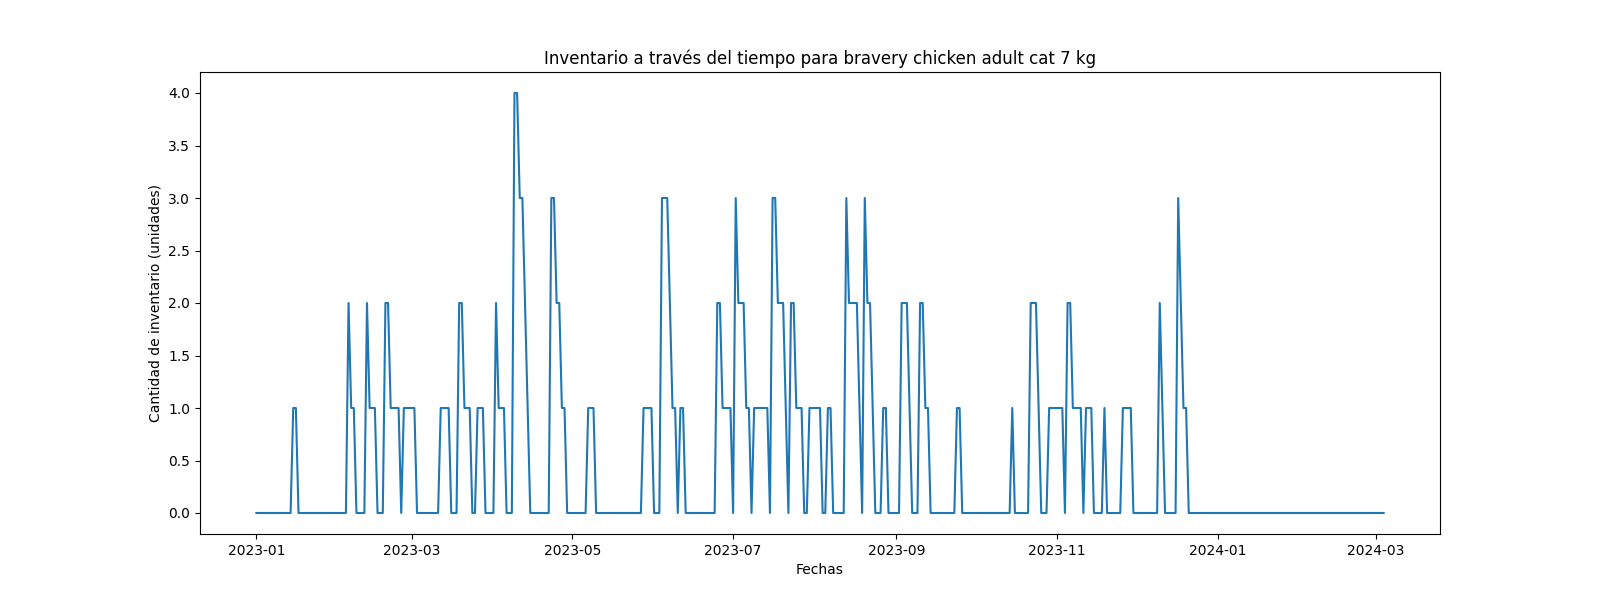 Inventario a través del tiempo para bravery chicken adult cat 7 kg
Cantidad de inventario (unidades)
4.0
3.5
3.0
2.5
2.0
1.5
1.0
0.5
0.0
2023-01 2023-03 2023-05 2023-07 2023-09 2023-11 2024-01 2024-03
Fechas